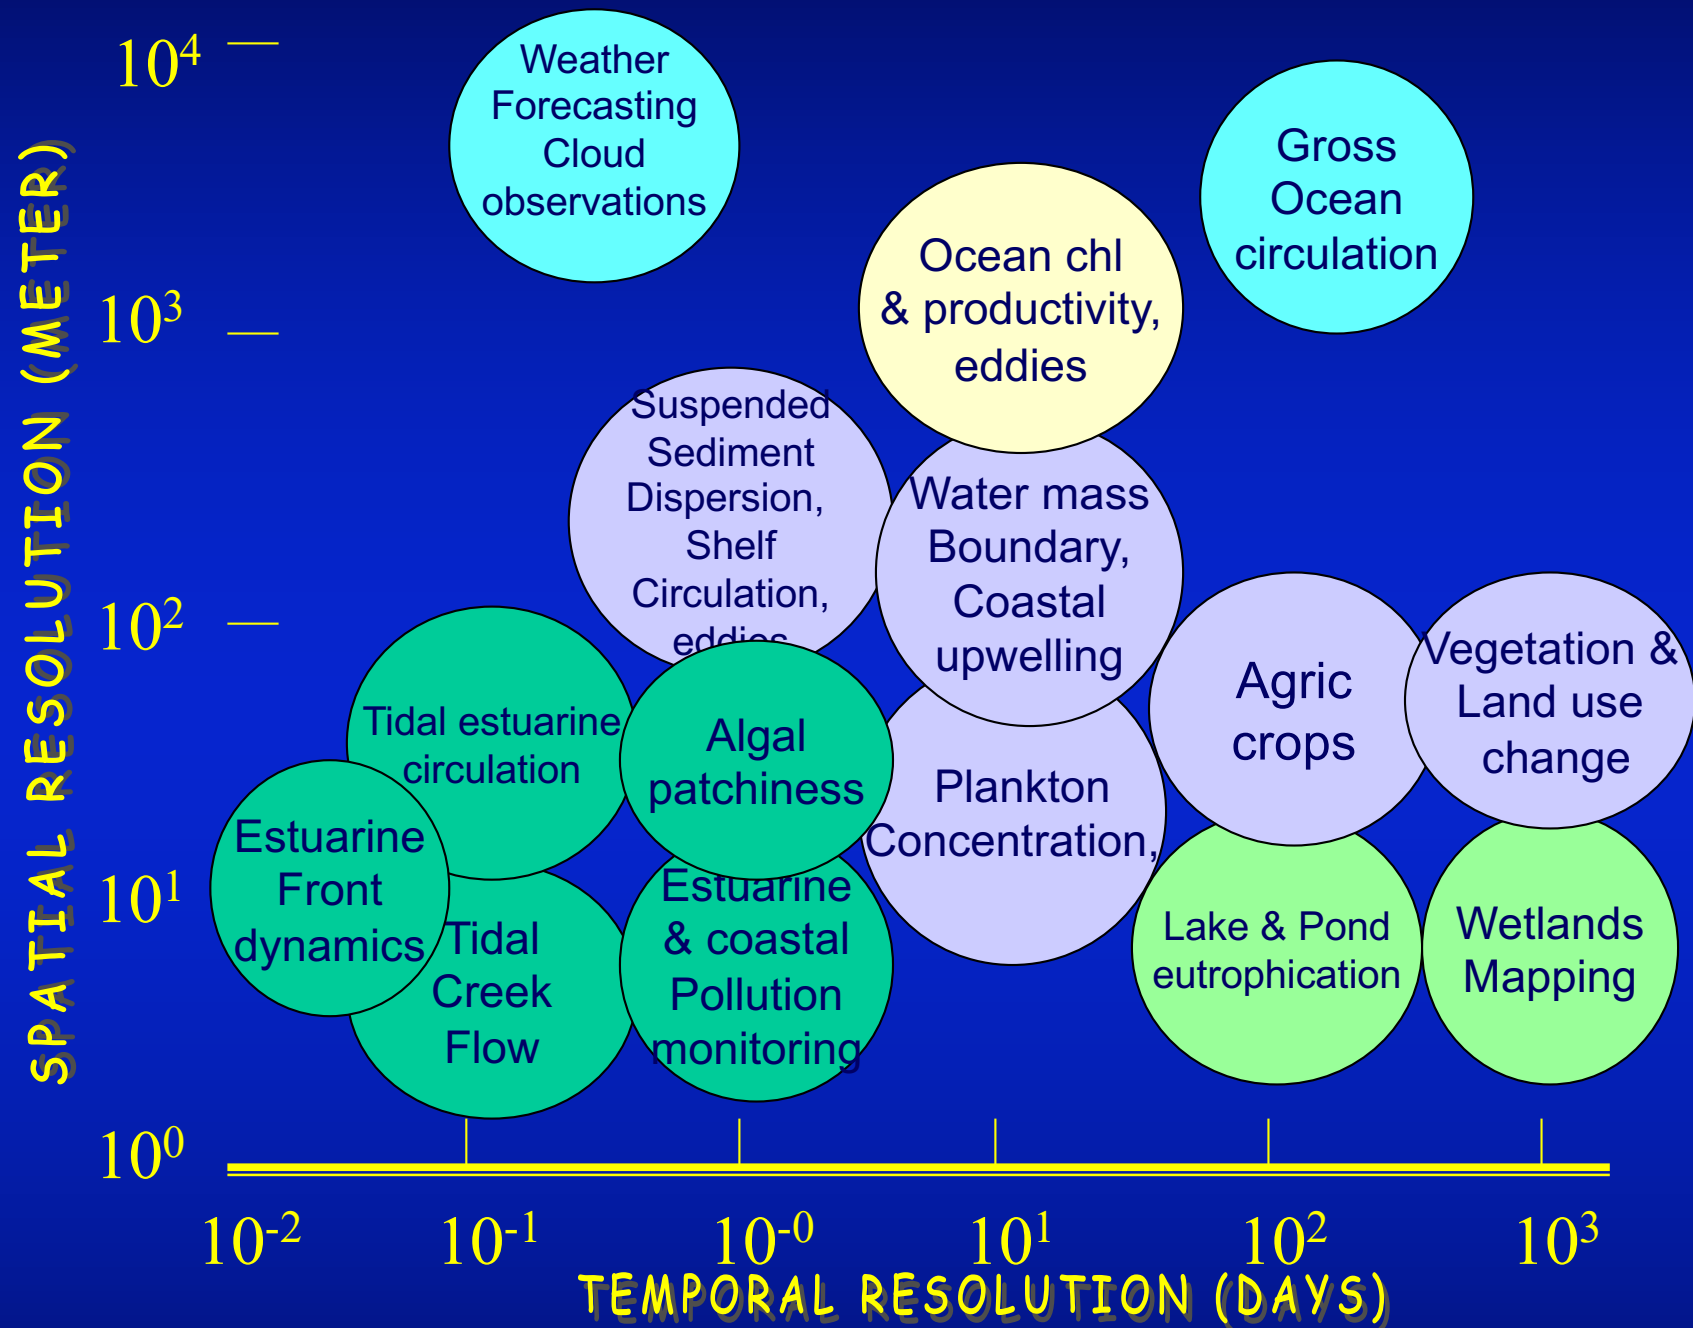 SPATIAL RESOLUTION (METER)
10⁴
10³
10²
10¹
10⁰
Weather
Forecasting
Cloud
observations
Gross
Ocean
circulation
Ocean chl
& productivity,
eddies
Suspended
Sediment
Dispersion,
Shelf
Circulation,
eddies
Water mass
Boundary,
Coastal
upwelling
Tidal estuarine
circulation
Algal
patchiness
Plankton
Concentration,
Agric
crops
Vegetation &
Land use
change
Estuarine
Front
dynamics
Tidal
Creek
Flow
Estuarine
& coastal
Pollution
monitoring
Lake & Pond
eutrophication
Wetlands
Mapping
10⁻² 10⁻¹ 10⁻⁰ 10¹ 10² 10³
TEMPORAL RESOLUTION (DAYS)